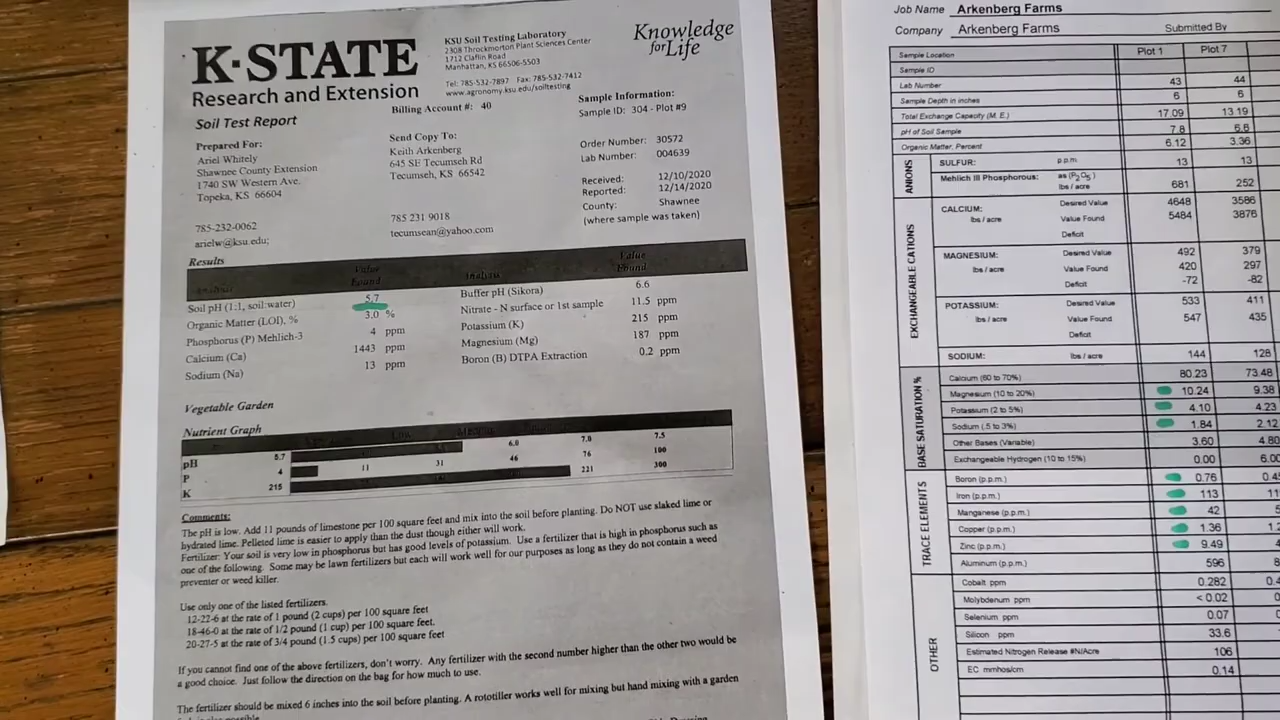 K-STATE
Research and Extension
Soil Test Report
KSU Soil Testing Laboratory
2308 Throckmorton Plant Sciences Center
1712 Claflin Road
Manhattan, KS 66506-5503
Tel: 785-532-7897 Fax: 785-532-7412
www.agronomy.ksu.edu/soiltesting
Knowledge
for Life
Billing Account #: 40
Prepared For:
Ariel Whitely
Shawnee County Extension
1740 SW Western Ave.
Topeka, KS 66604
785-232-0062
arielw@ksu.edu;
Send Copy To:
Keith Arkenberg
645 SE Tecumseh Rd
Tecumseh, KS 66542
785 231 9018
tecumsean@yahoo.com
Sample Information:
Sample ID: 304 - Plot #9
Order Number: 30572
Lab Number: 004639
Received: 12/10/2020
Reported: 12/14/2020
County: Shawnee
(where sample was taken)
Results
Analysis Value Found Analysis Value Found
Soil pH (1:1, soil:water) 5.7 Buffer pH (Sikora) 6.6
Organic Matter (LOI), % 3.0 % Nitrate - N surface or 1st sample 11.5 ppm
Phosphorus (P) Mehlich-3 4 ppm Potassium (K) 215 ppm
Calcium (Ca) 1443 ppm Magnesium (Mg) 187 ppm
Sodium (Na) 13 ppm Boron (B) DTPA Extraction 0.2 ppm
Vegetable Garden
Nutrient Graph
pH 5.7 6.0 7.0 7.5
P 4 11 31 46 76 100
K 215 221 300
Comments:
The pH is low. Add 11 pounds of limestone per 100 square feet and mix into the soil before planting. Do NOT use slaked lime or
hydrated lime. Pelleted lime is easier to apply than the dust though either will work.
Fertilizer: Your soil is very low in phosphorus but has good levels of potassium. Use a fertilizer that is high in phosphorus such as
one of the following. Some may be lawn fertilizers but each will work well for our purposes as long as they do not contain a weed
preventer or weed killer.
Use only one of the listed fertilizers.
12-22-6 at the rate of 1 pound (2 cups) per 100 square feet
18-46-0 at the rate of 1/2 pound (1 cup) per 100 square feet.
20-27-5 at the rate of 3/4 pound (1.5 cups) per 100 square feet
If you cannot find one of the above fertilizers, don't worry. Any fertilizer with the second number higher than the other two would be
a good choice. Just follow the direction on the bag for how much to use.
The fertilizer should be mixed 6 inches into the soil before planting. A rototiller works well for mixing but hand mixing with a garden
Job Name Arkenberg Farms
Company Arkenberg Farms Submitted By
Sample Location Plot 1 Plot 7
Sample ID
Lab Number 43 44
Sample Depth in inches 6 6
Total Exchange Capacity (M. E.) 17.09 13.19
pH of Soil Sample 7.8 6.6
Organic Matter, Percent 6.12 3.36
ANIONS
SULFUR: p.p.m. 13 13
Mehlich III Phosphorous: as (P2O5) lbs / acre 681 252
EXCHANGEABLE CATIONS
CALCIUM: lbs / acre Desired Value 4648 3586
Value Found 5484 3876
Deficit
MAGNESIUM: lbs / acre Desired Value 492 379
Value Found 420 297
Deficit -72 -82
POTASSIUM: lbs / acre Desired Value 533 411
Value Found 547 435
Deficit
SODIUM: lbs / acre 144 128
BASE SATURATION %
Calcium (60 to 70%) 80.23 73.48
Magnesium (10 to 20%) 10.24 9.38
Potassium (2 to 5%) 4.10 4.23
Sodium (.5 to 3%) 1.84 2.12
Other Bases (Variable) 3.60 4.80
Exchangeable Hydrogen (10 to 15%) 0.00 6.00
TRACE ELEMENTS
Boron (p.p.m.) 0.76
Iron (p.p.m.) 113
Manganese (p.p.m.) 42
Copper (p.p.m.) 1.36
Zinc (p.p.m.) 9.49
Aluminum (p.p.m.) 596
OTHER
Cobalt ppm 0.282
Molybdenum ppm < 0.02
Selenium ppm 0.07
Silicon ppm 33.6
Estimated Nitrogen Release #N/Acre 106
EC mmhos/cm 0.14